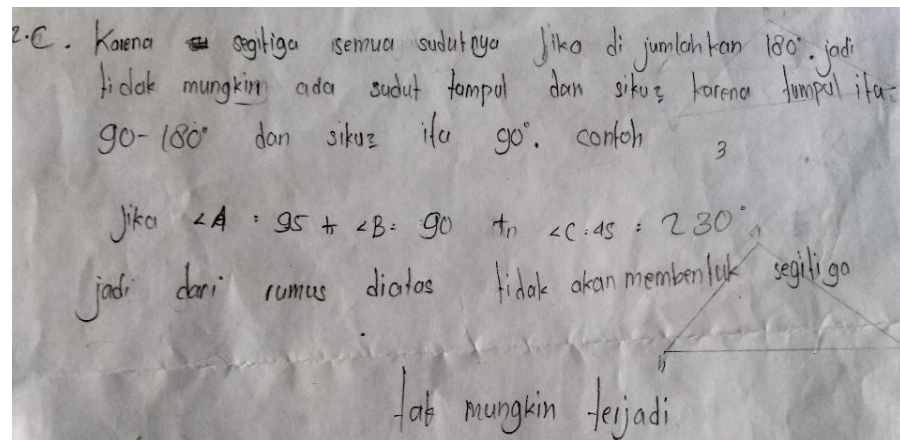 2.C. Karena segitiga semua sudutnya Jika di jumlahkan 180°. jadi
tidak mungkin ada sudut tumpul dan siku2 karena tumpul itu
90-180° dan siku2 itu 90°. contoh
3
Jika ∠A = 95 + ∠B = 90 + ∠C = 45 = 230°
jadi dari rumus diatas tidak akan membentuk segitiga
tak mungkin terjadi